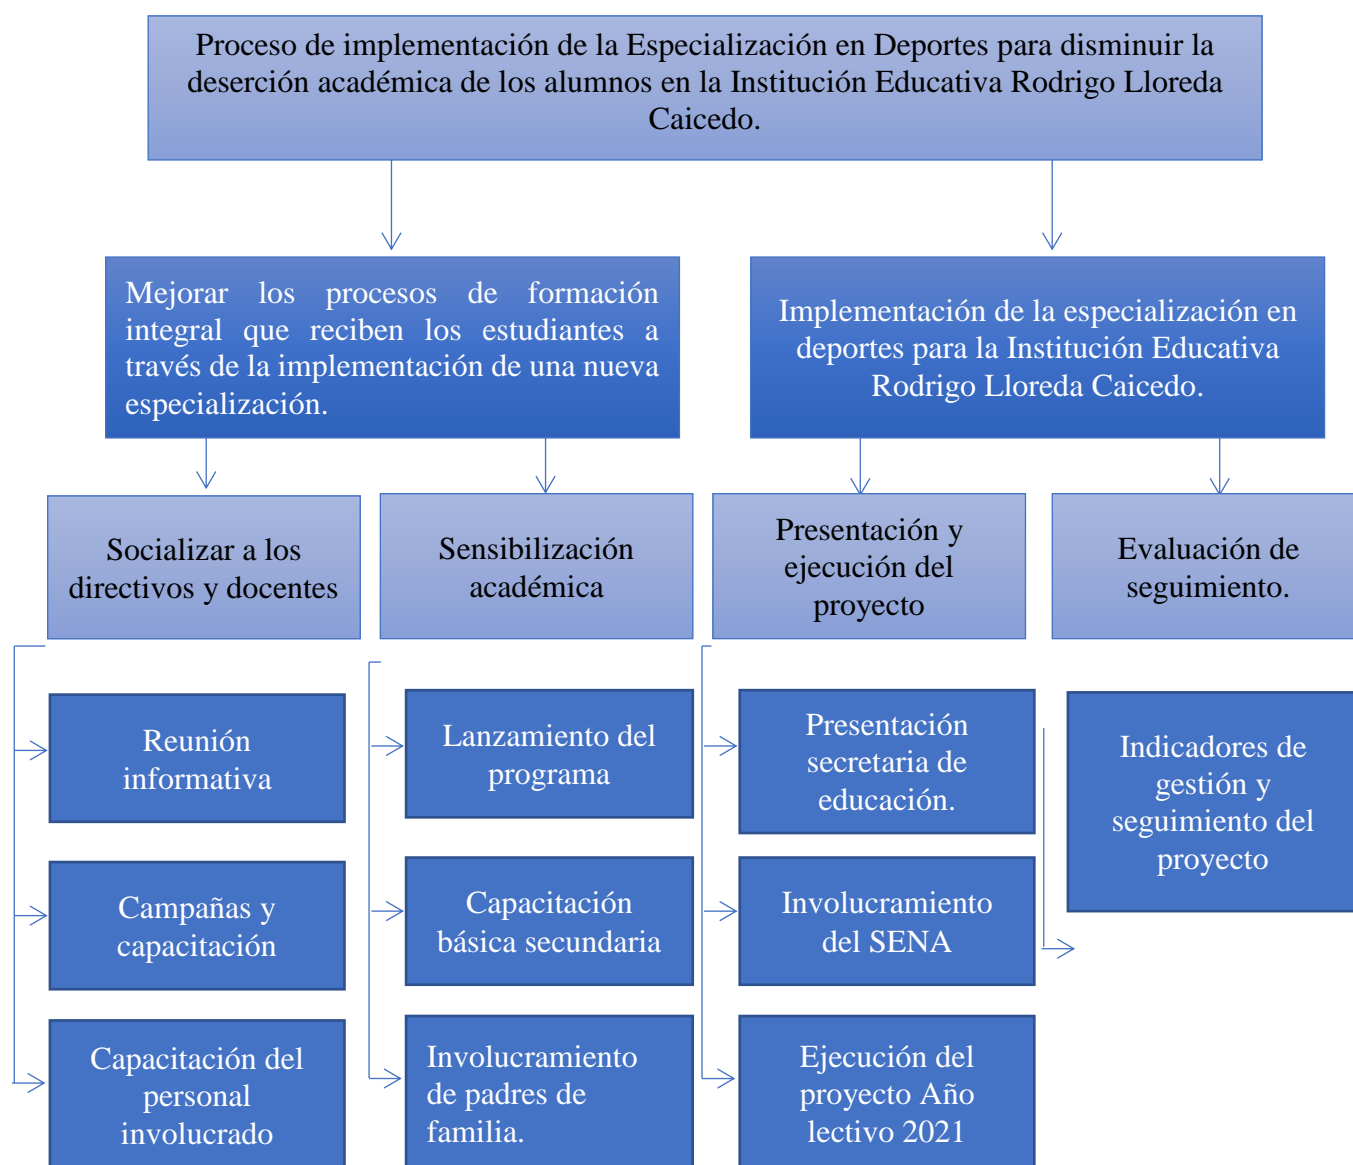 Proceso de implementación de la Especialización en Deportes para disminuir la
deserción académica de los alumnos en la Institución Educativa Rodrigo Lloreda
Caicedo.
Mejorar los procesos de formación
integral que reciben los estudiantes a
través de la implementación de una nueva
especialización.
Implementación de la especialización en
deportes para la Institución Educativa
Rodrigo Lloreda Caicedo.
Socializar a los
directivos y docentes
Sensibilización
académica
Presentación y
ejecución del
proyecto
Evaluación de
seguimiento.
Reunión
informativa
Lanzamiento del
programa
Presentación
secretaria de
educación.
Indicadores de
gestión y
seguimiento del
proyecto
Campañas y
capacitación
Capacitación
básica secundaria
Involucramiento
del SENA
Capacitación del
personal
involucrado
Involucramiento
de padres de
familia.
Ejecución del
proyecto Año
lectivo 2021